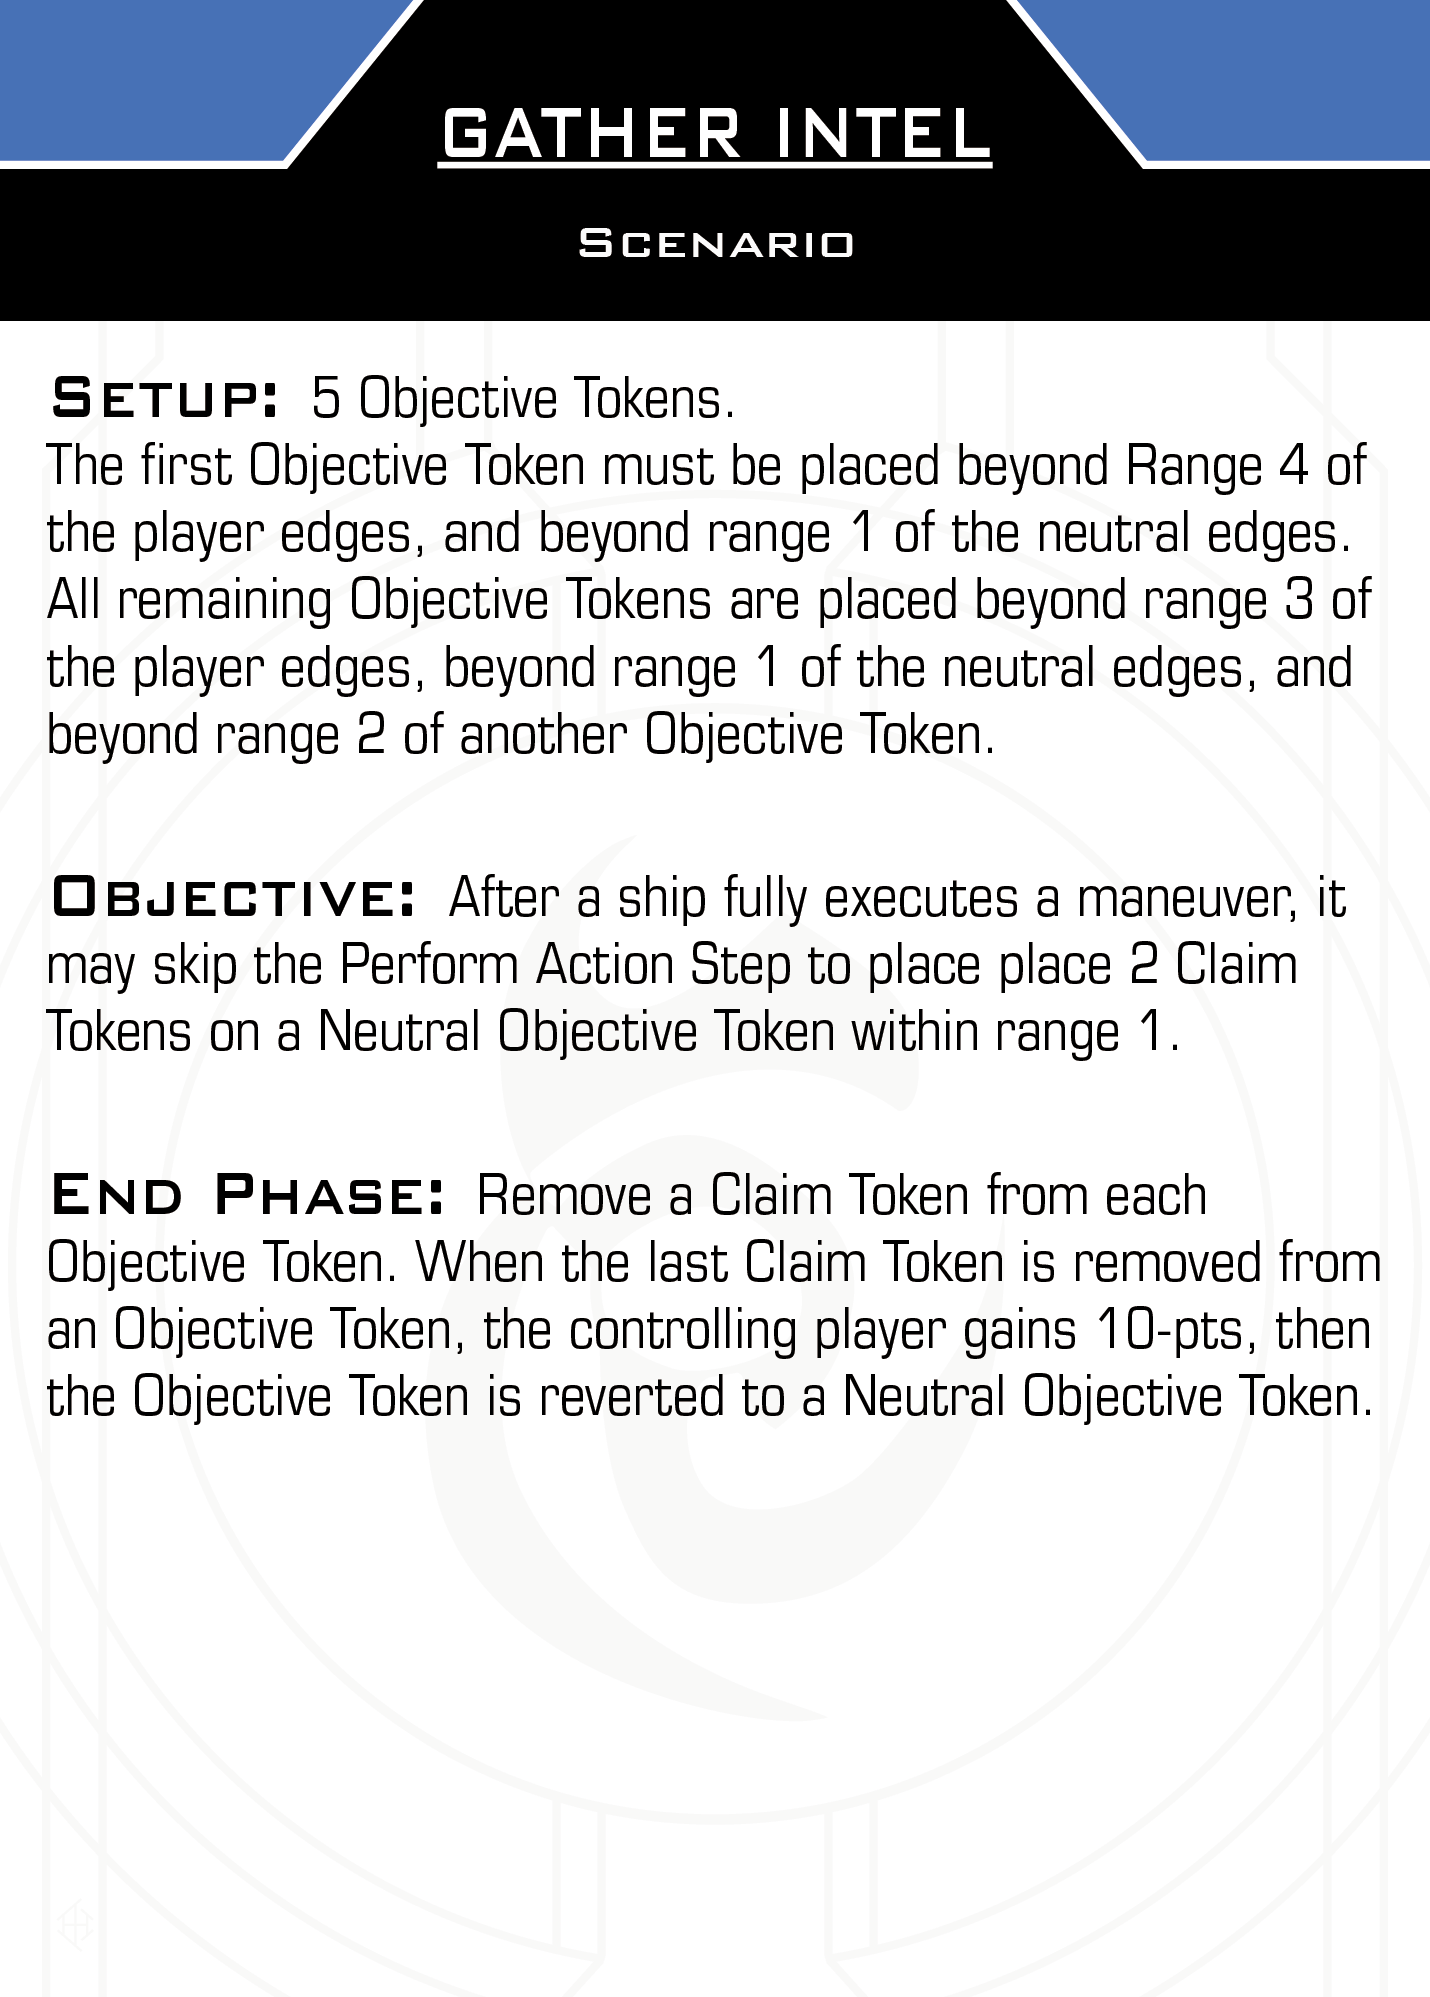 GATHER INTEL
Scenario
Setup: 5 Objective Tokens.
The first Objective Token must be placed beyond Range 4 of
the player edges, and beyond range 1 of the neutral edges.
All remaining Objective Tokens are placed beyond range 3 of
the player edges, beyond range 1 of the neutral edges, and
beyond range 2 of another Objective Token.
Objective: After a ship fully executes a maneuver, it
may skip the Perform Action Step to place place 2 Claim
Tokens on a Neutral Objective Token within range 1.
End Phase: Remove a Claim Token from each
Objective Token. When the last Claim Token is removed from
an Objective Token, the controlling player gains 10-pts, then
the Objective Token is reverted to a Neutral Objective Token.